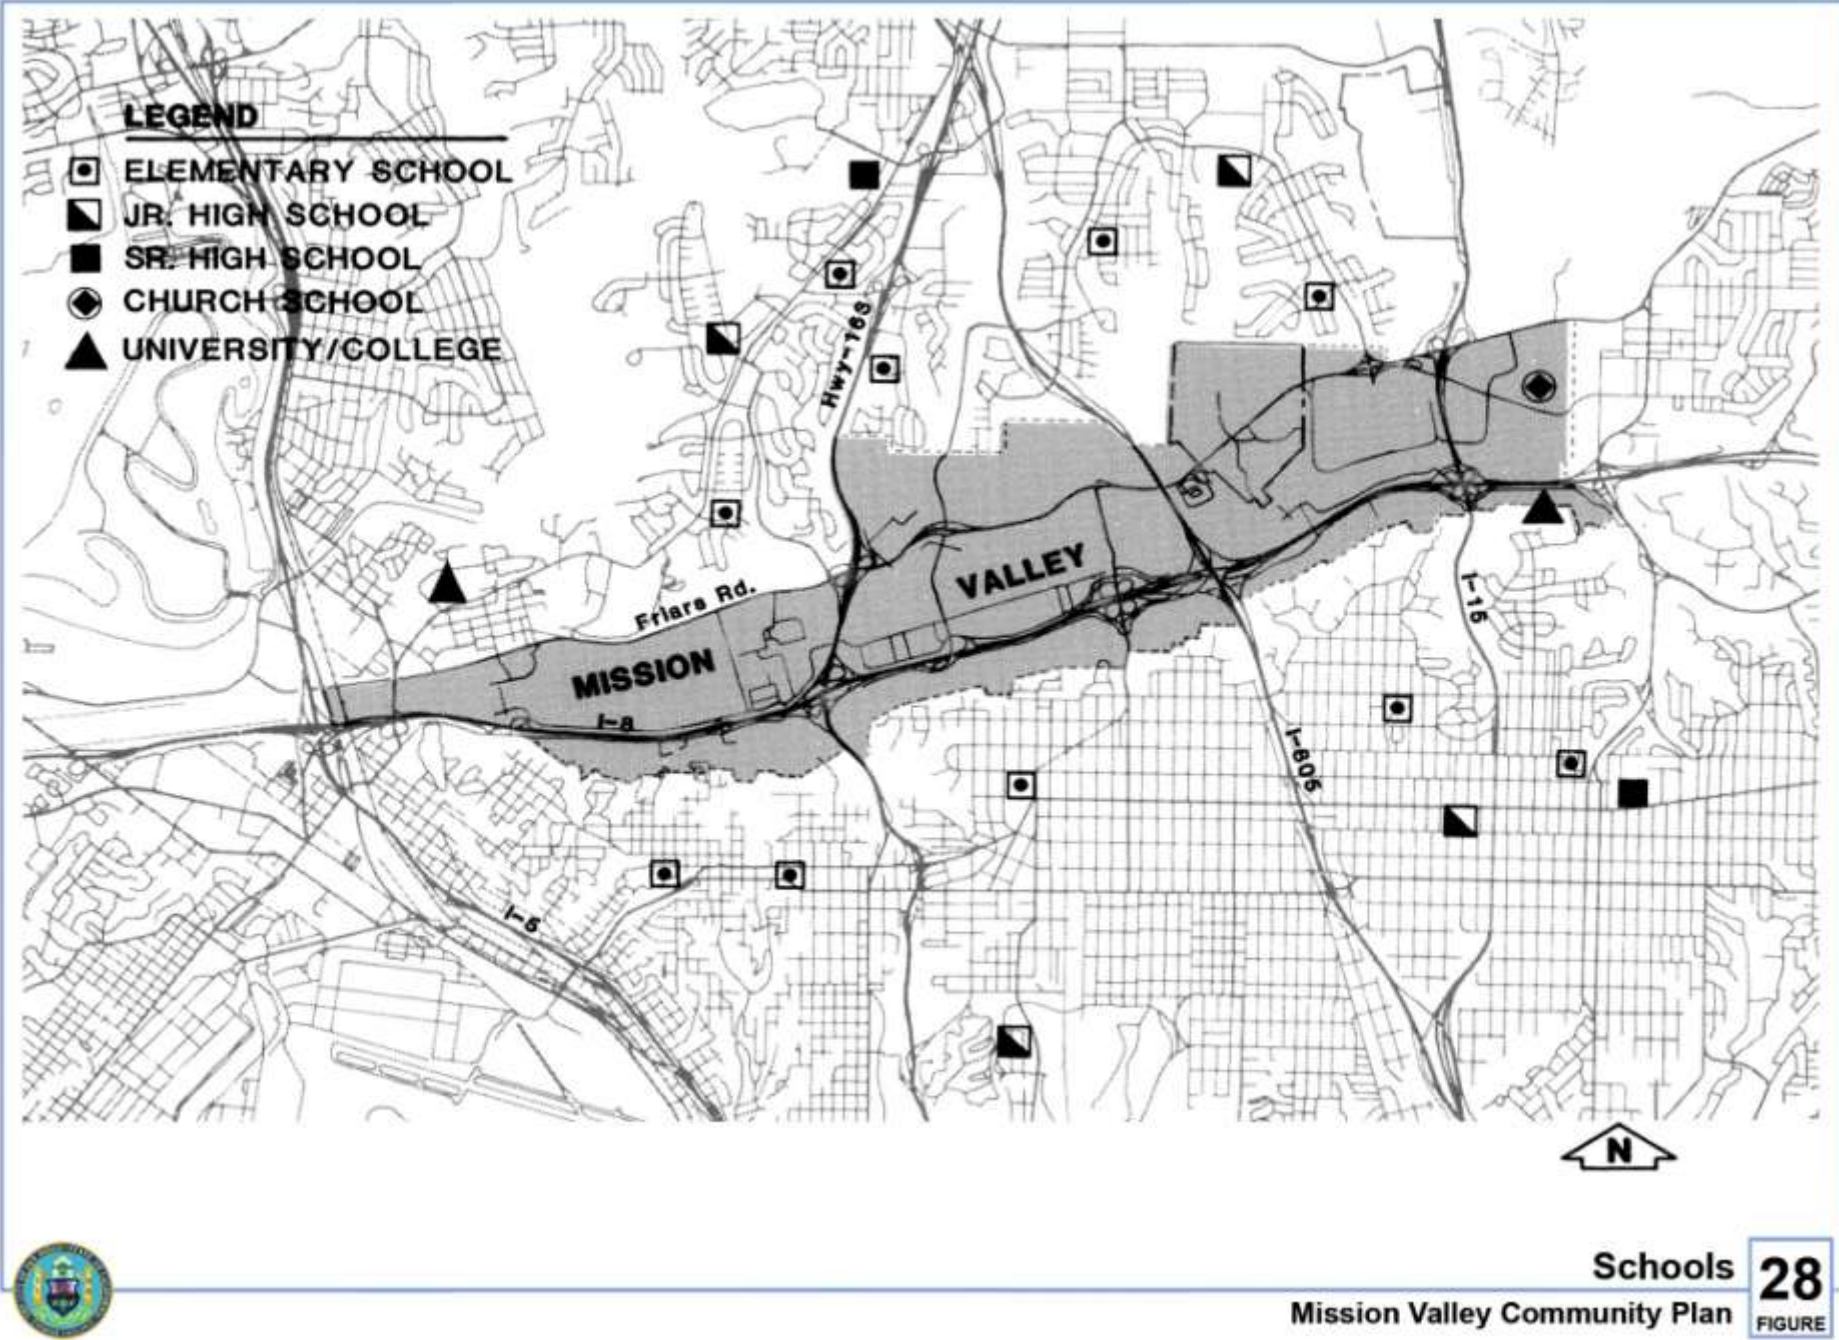 LEGEND
ELEMENTARY SCHOOL
JR. HIGH SCHOOL
SR. HIGH SCHOOL
CHURCH SCHOOL
UNIVERSITY/COLLEGE
Hwy-163
Friars Rd.
MISSION
VALLEY
I-8
I-15
I-805
I-5
N
Schools
Mission Valley Community Plan
28
FIGURE